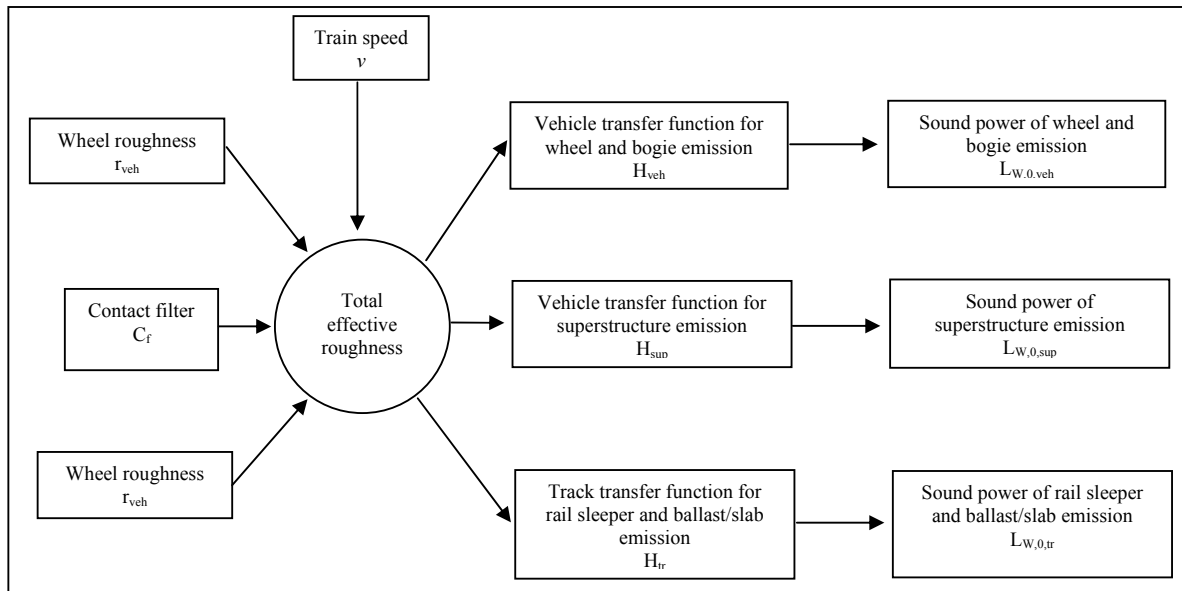 Train speed
v
Wheel roughness
r_veh
Vehicle transfer function for
wheel and bogie emission
H_veh
Sound power of wheel and
bogie emission
L_W.0.veh
Contact filter
C_f
Total
effective
roughness
Vehicle transfer function for
superstructure emission
H_sup
Sound power of
superstructure emission
L_W,0,sup
Wheel roughness
r_veh
Track transfer function for
rail sleeper and ballast/slab
emission
H_tr
Sound power of rail sleeper
and ballast/slab emission
L_W,0,tr